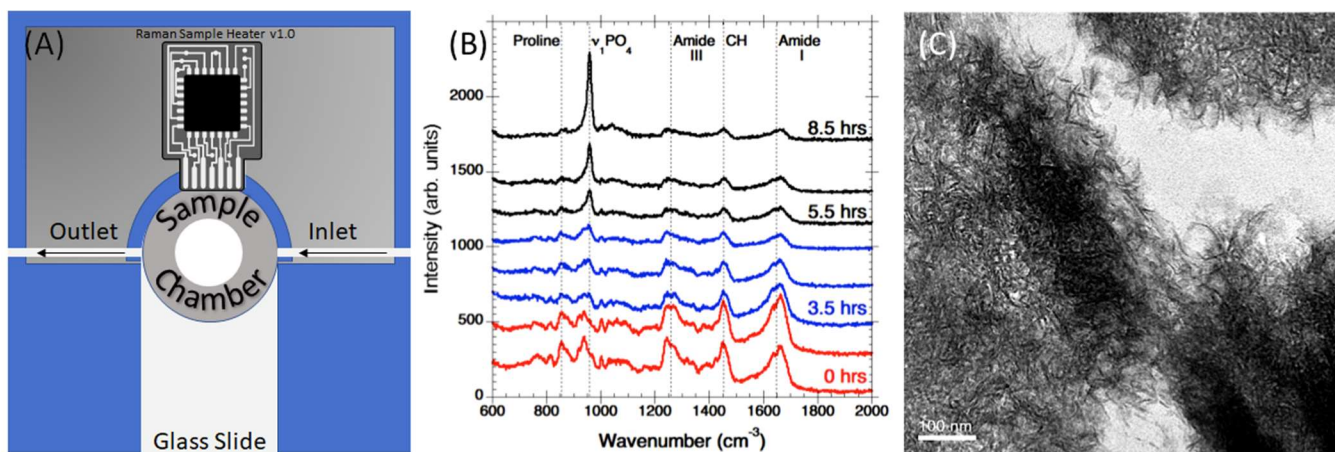 (A)
Raman Sample Heater v1.0
Outlet
Inlet
Sample
Chamber
Glass Slide
(B)
Proline
ν₁PO₄
Amide
III
CH
Amide
I
2000
1500
1000
500
0
Intensity (arb. units)
8.5 hrs
5.5 hrs
3.5 hrs
0 hrs
600 800 1000 1200 1400 1600 1800 2000
Wavenumber (cm⁻³)
(C)
100 nm